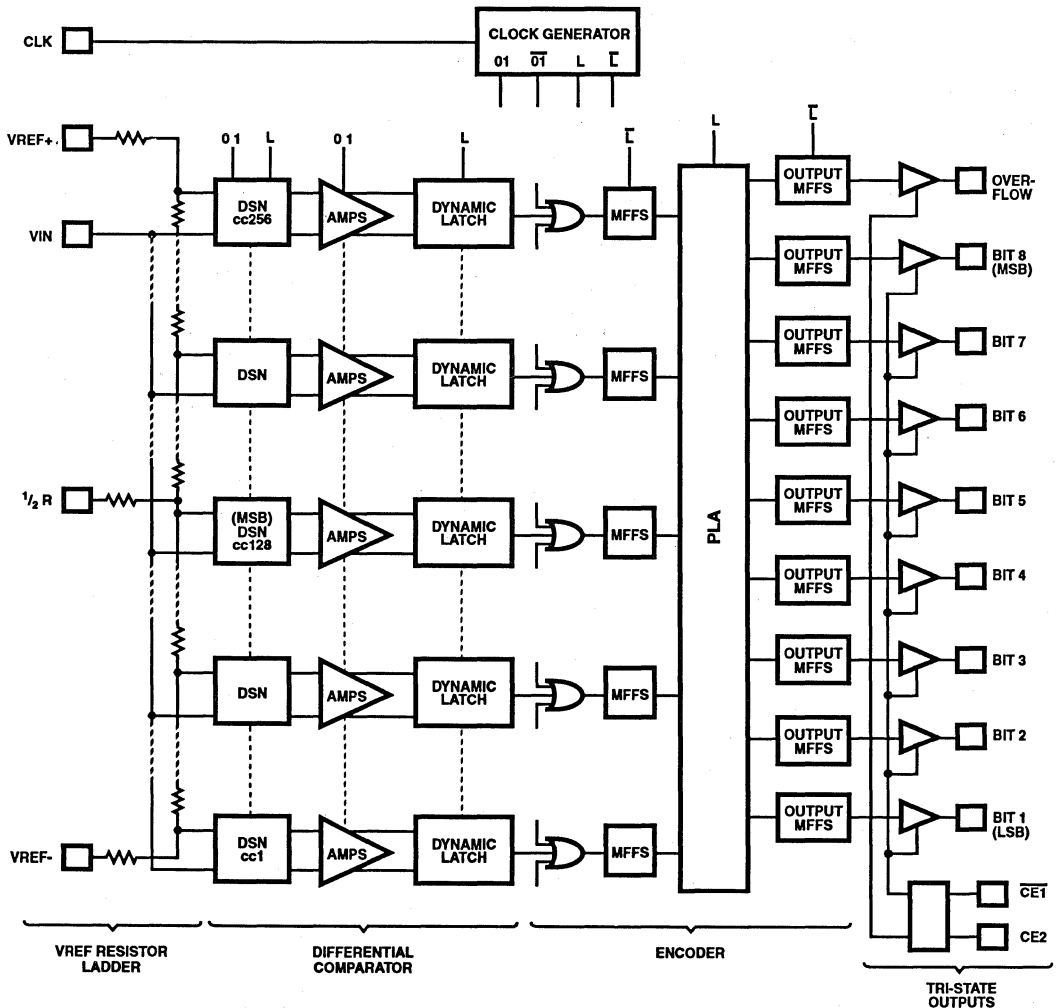 CLK
CLOCK GENERATOR
01 0̅1̅ L L̅
VREF+
01 L 01 L L̅ L L̅
DSN
cc256
AMPS
DYNAMIC
LATCH
MFFS
OUTPUT
MFFS
OVER-
FLOW
VIN
OUTPUT
MFFS
BIT 8
(MSB)
DSN
AMPS
DYNAMIC
LATCH
MFFS
OUTPUT
MFFS
BIT 7
OUTPUT
MFFS
BIT 6
1/2 R
(MSB)
DSN
cc128
AMPS
DYNAMIC
LATCH
MFFS
PLA
OUTPUT
MFFS
BIT 5
OUTPUT
MFFS
BIT 4
DSN
AMPS
DYNAMIC
LATCH
MFFS
OUTPUT
MFFS
BIT 3
OUTPUT
MFFS
BIT 2
VREF-
DSN
cc1
AMPS
DYNAMIC
LATCH
MFFS
OUTPUT
MFFS
BIT 1
(LSB)
C̅E̅1̅
CE2
VREF RESISTOR
LADDER
DIFFERENTIAL
COMPARATOR
ENCODER
TRI-STATE
OUTPUTS